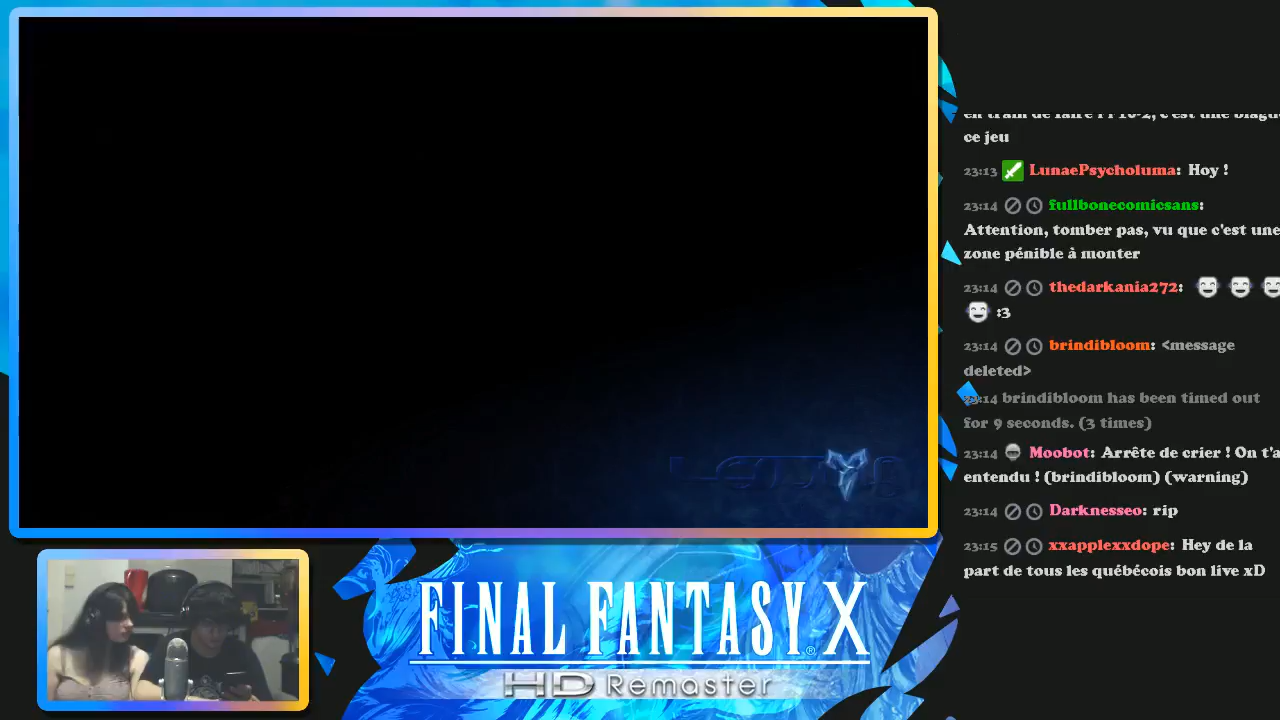 ce jeu
23:13 LunaePsycholuma: Hoy !
23:14 fullbonecomicsans:
Attention, tomber pas, vu que c'est une
zone pénible à monter
23:14 thedarkania272:
:3
23:14 brindibloom: <message
deleted>
23:14 brindibloom has been timed out
for 9 seconds. (3 times)
23:14 Moobot: Arrête de crier ! On t'a
entendu ! (brindibloom) (warning)
23:14 Darknesseo: rip
23:15 xxapplexxdope: Hey de la
part de tous les québécois bon live xD
FINAL FANTASY® X
HD Remaster